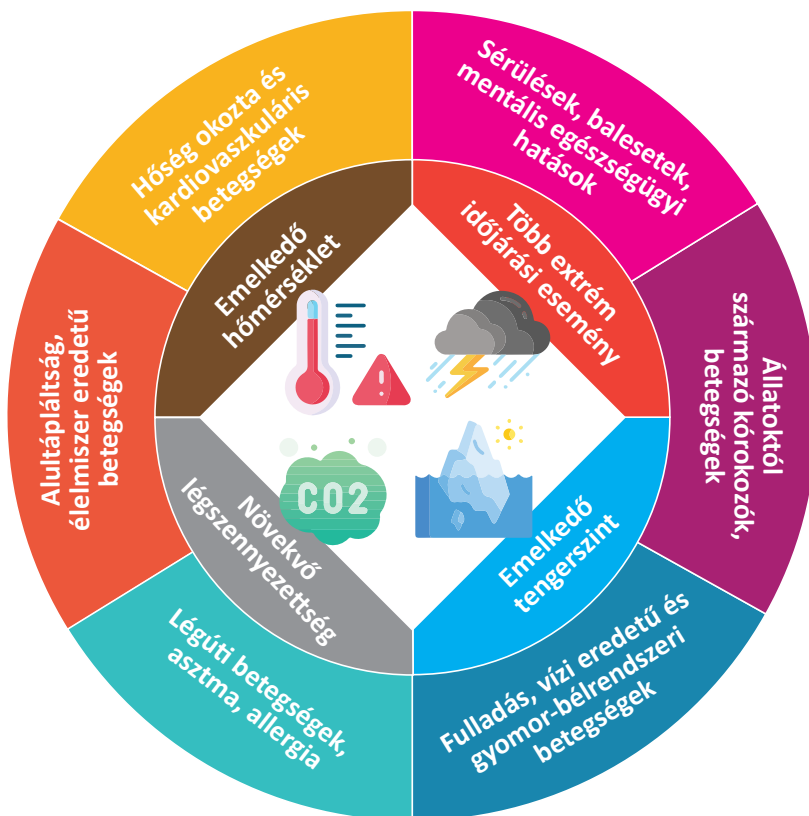 Hőség okozta és
kardiovaszkuláris
betegségek
Sérülések, balesetek,
mentális egészségügyi
hatások
Emelkedő
hőmérséklet
Több extrém
időjárási esemény
Alultápláltság,
élelmiszer eredetű
betegségek
Állatoktól
származó kórokozók,
betegségek
CO2
Növekvő
légszennyezettség
Emelkedő
tengerszint
Légúti betegségek,
asztma, allergia
Fulladás, vízi eredetű és
gyomor-bélrendszeri
betegségek